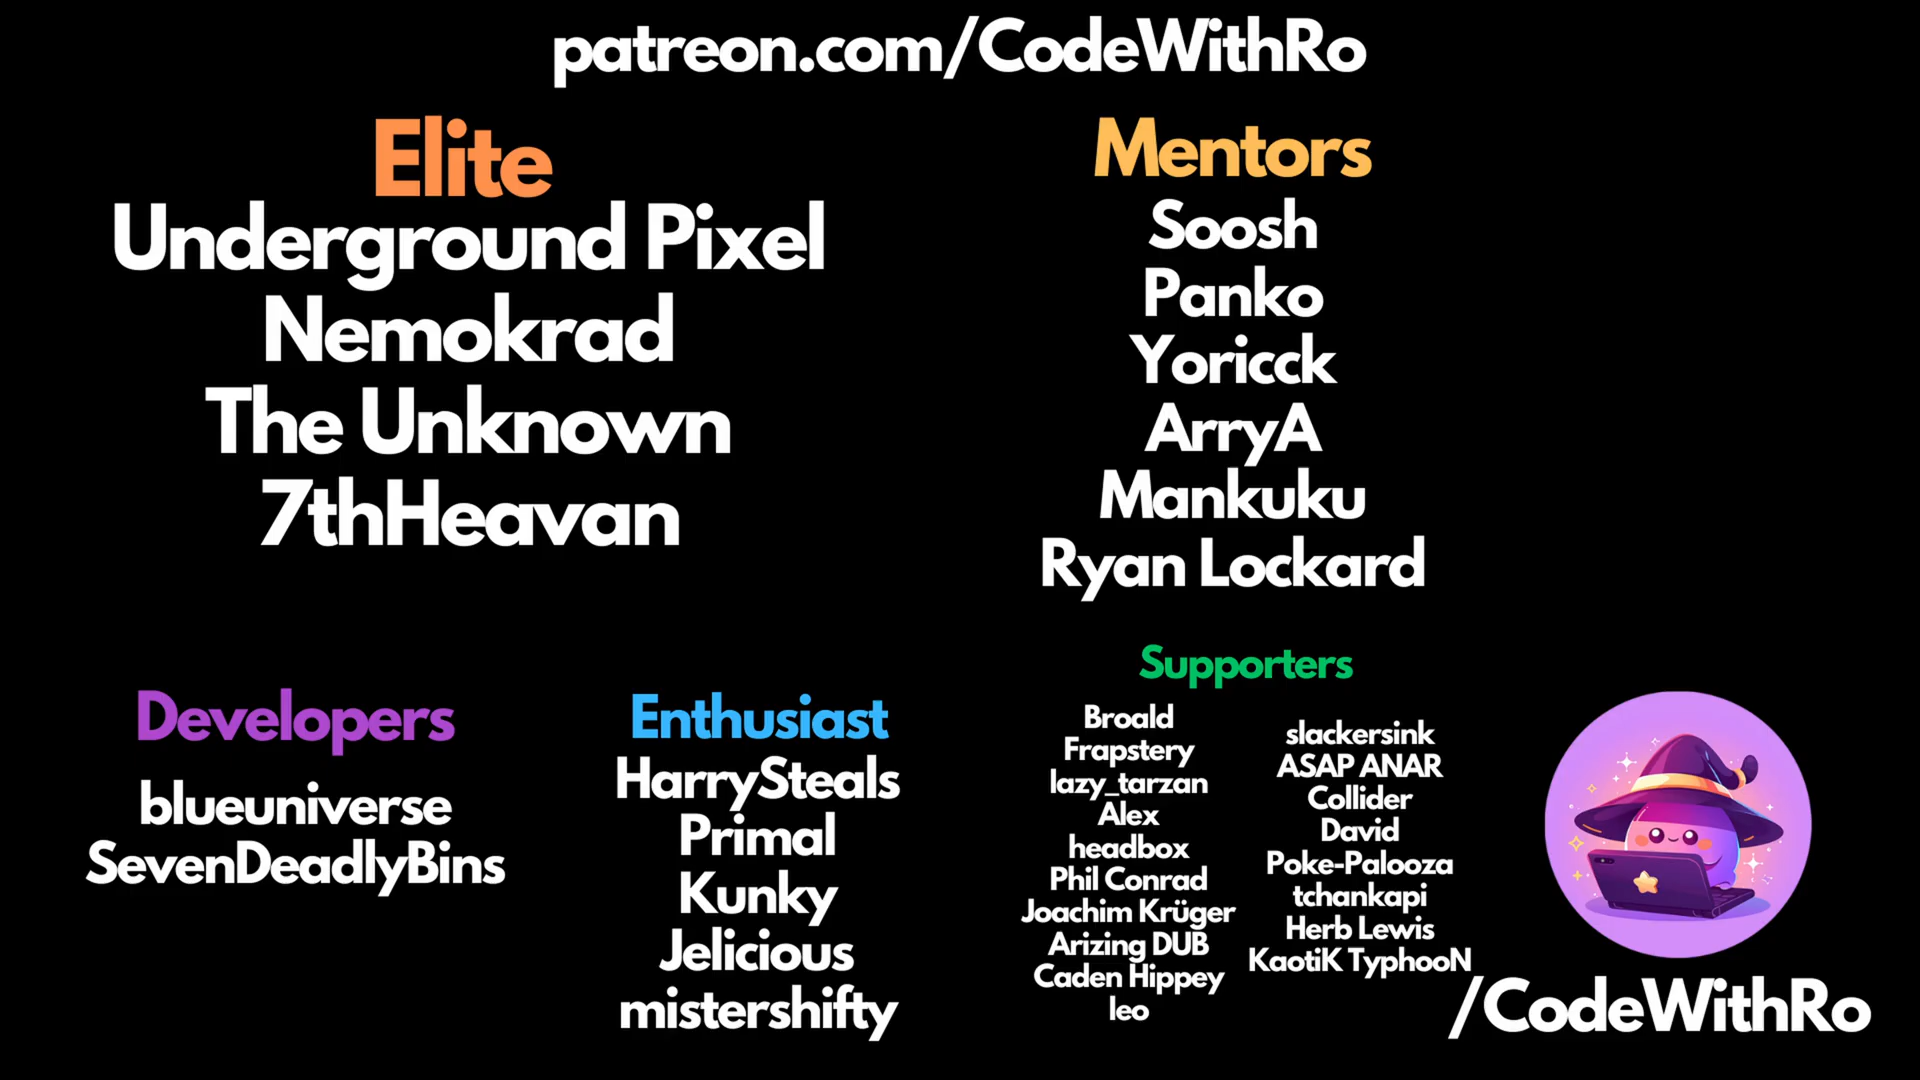 patreon.com/CodeWithRo
Elite
Underground Pixel
Nemokrad
The Unknown
7thHeavan
Mentors
Soosh
Panko
Yoricck
ArryA
Mankuku
Ryan Lockard
Developers
blueuniverse
SevenDeadlyBins
Enthusiast
HarrySteals
Primal
Kunky
Jelicious
mistershifty
Supporters
Broald
Frapstery
lazy_tarzan
Alex
headbox
Phil Conrad
Joachim Krüger
Arizing DUB
Caden Hippey
leo
slackersink
ASAP ANAR
Collider
David
Poke-Palooza
tchankapi
Herb Lewis
KaotiK TyphooN
/CodeWithRo